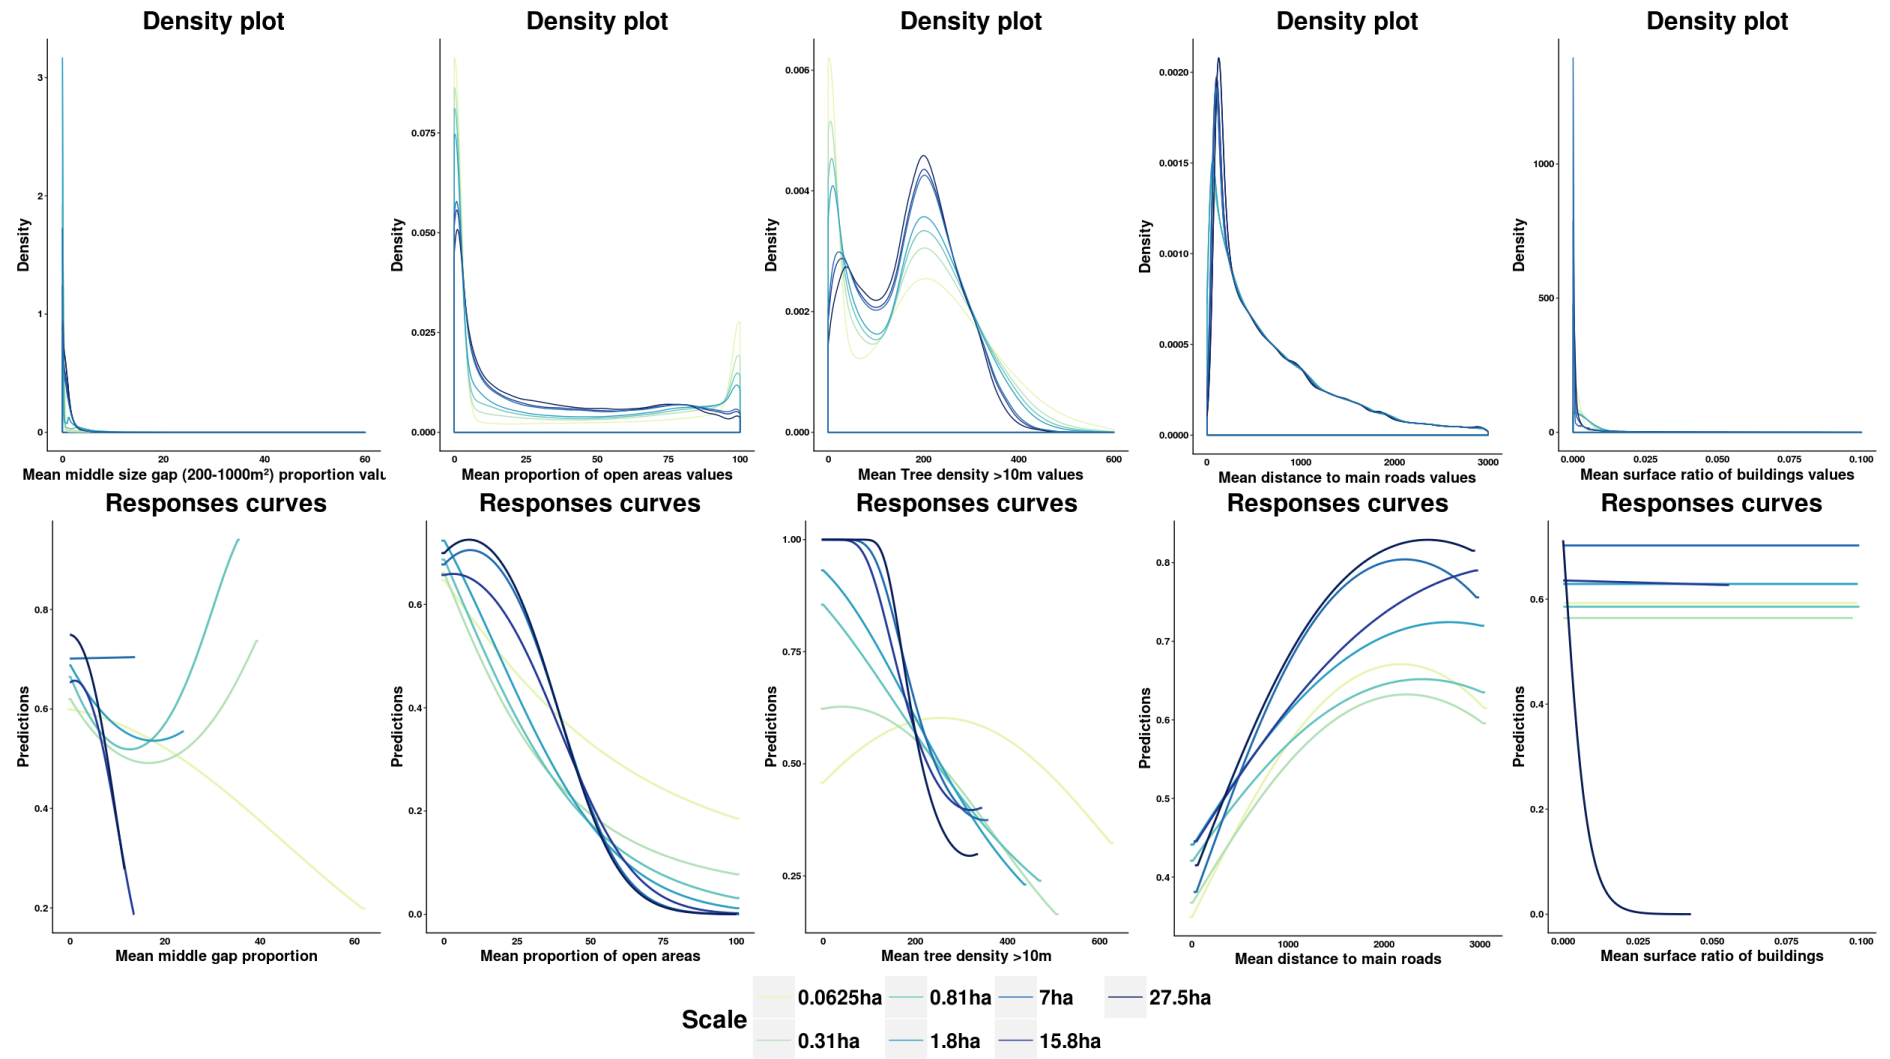 Density plot
Density
3
2
1
0
0 20 40 60
Mean middle size gap (200-1000m²) proportion valu
Density plot
Density
0.075
0.050
0.025
0.000
0 25 50 75 100
Mean proportion of open areas values
Density plot
Density
0.006
0.004
0.002
0.000
0 200 400 600
Mean Tree density >10m values
Density plot
Density
0.0020
0.0015
0.0010
0.0005
0.0000
0 1000 2000 3000
Mean distance to main roads values
Density plot
Density
1000
500
0
0.000 0.025 0.050 0.075 0.100
Mean surface ratio of buildings values
Responses curves
Predictions
0.8
0.6
0.4
0.2
0 20 40 60
Mean middle gap proportion
Responses curves
Predictions
0.6
0.4
0.2
0.0
0 25 50 75 100
Mean proportion of open areas
Responses curves
Predictions
1.00
0.75
0.50
0.25
0 200 400 600
Mean tree density >10m
Responses curves
Predictions
0.8
0.7
0.6
0.5
0.4
0 1000 2000 3000
Mean distance to main roads
Responses curves
Predictions
0.6
0.4
0.2
0.0
0.000 0.025 0.050 0.075 0.100
Mean surface ratio of buildings
Scale
0.0625ha 0.81ha 7ha 27.5ha
0.31ha 1.8ha 15.8ha